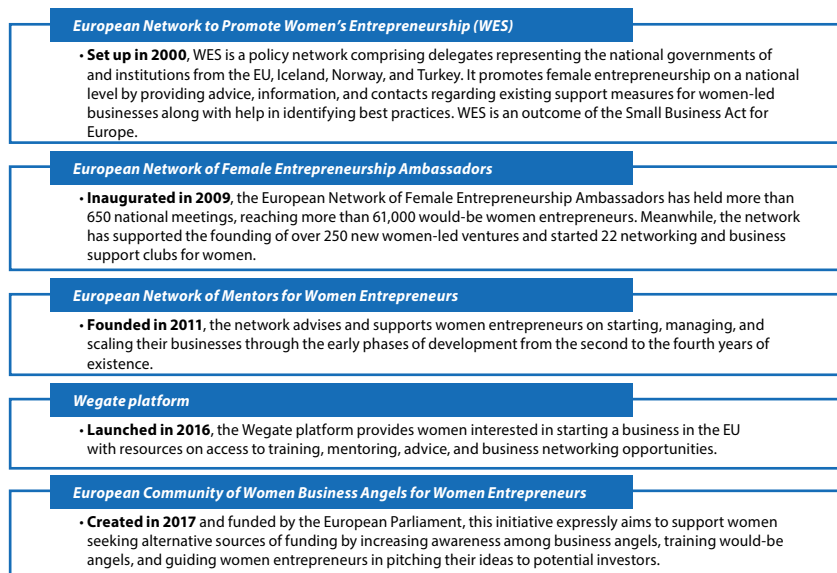 European Network to Promote Women's Entrepreneurship (WES)
• Set up in 2000, WES is a policy network comprising delegates representing the national governments of
and institutions from the EU, Iceland, Norway, and Turkey. It promotes female entrepreneurship on a national
level by providing advice, information, and contacts regarding existing support measures for women-led
businesses along with help in identifying best practices. WES is an outcome of the Small Business Act for
Europe.
European Network of Female Entrepreneurship Ambassadors
• Inaugurated in 2009, the European Network of Female Entrepreneurship Ambassadors has held more than
650 national meetings, reaching more than 61,000 would-be women entrepreneurs. Meanwhile, the network
has supported the founding of over 250 new women-led ventures and started 22 networking and business
support clubs for women.
European Network of Mentors for Women Entrepreneurs
• Founded in 2011, the network advises and supports women entrepreneurs on starting, managing, and
scaling their businesses through the early phases of development from the second to the fourth years of
existence.
Wegate platform
• Launched in 2016, the Wegate platform provides women interested in starting a business in the EU
with resources on access to training, mentoring, advice, and business networking opportunities.
European Community of Women Business Angels for Women Entrepreneurs
• Created in 2017 and funded by the European Parliament, this initiative expressly aims to support women
seeking alternative sources of funding by increasing awareness among business angels, training would-be
angels, and guiding women entrepreneurs in pitching their ideas to potential investors.